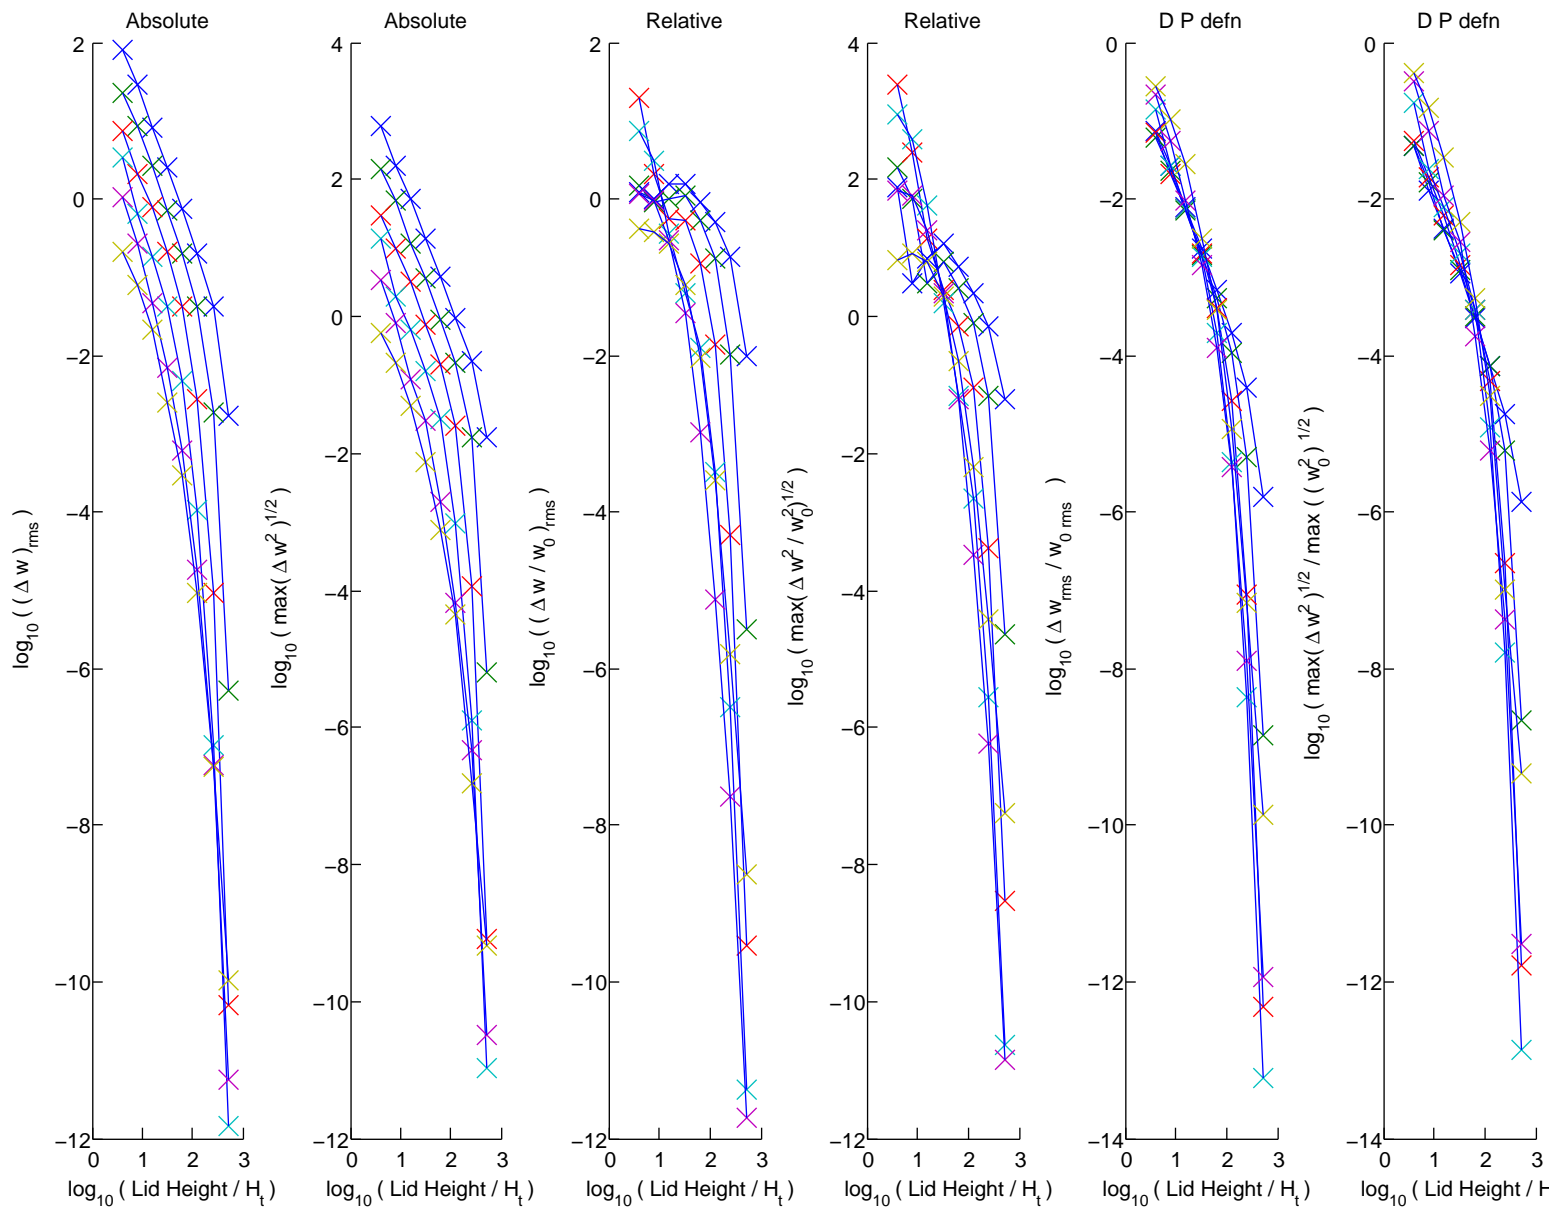 Absolute
Absolute
Relative
Relative
D P defn
D P defn
2
0
−2
−4
−6
−8
−10
−12
0 1 2 3
log10 ( Lid Height / Ht )
log10 ( ( Δ w )rms )
4
2
0
−2
−4
−6
−8
−10
−12
0 1 2 3
log10 ( Lid Height / Ht )
log10 ( max( Δ w2 )1/2 )
2
0
−2
−4
−6
−8
−10
−12
0 1 2 3
log10 ( Lid Height / Ht )
log10 ( ( Δ w / w0 )rms )
4
2
0
−2
−4
−6
−8
−10
−12
0 1 2 3
log10 ( Lid Height / Ht )
log10 ( max( Δ w2 / w02)1/2 )
0
−2
−4
−6
−8
−10
−12
−14
0 1 2 3
log10 ( Lid Height / Ht )
log10 ( Δ wrms / w0 rms )
0
−2
−4
−6
−8
−10
−12
−14
0 1 2 3
log10 ( Lid Height / H
log10 ( max( Δ w2 )1/2 / max ( ( w02 ) 1/2 )